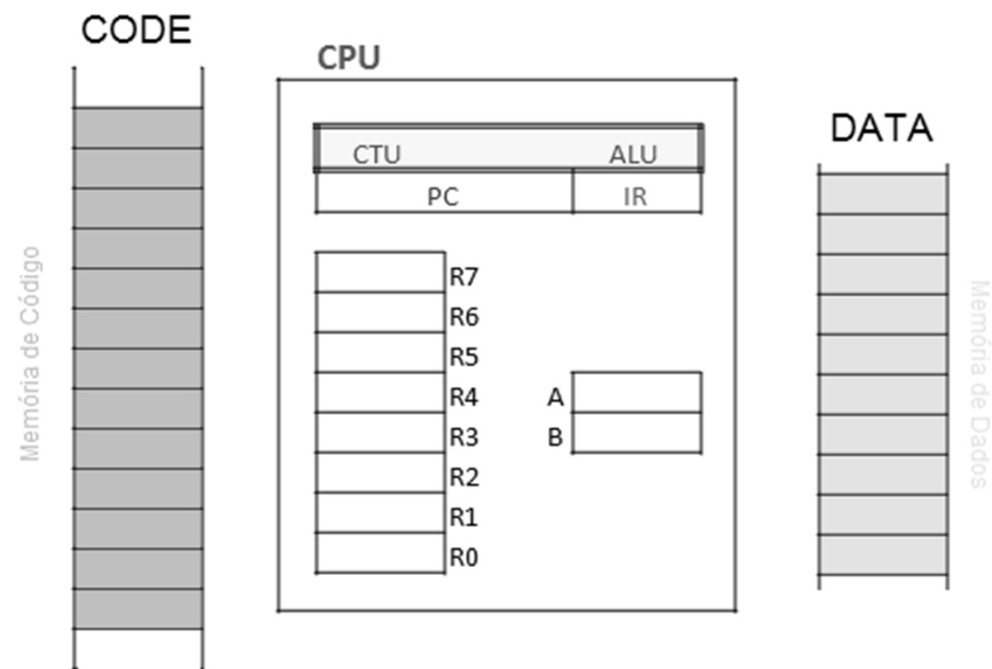 CODE
Memória de Código
CPU
CTU ALU
PC IR
R7
R6
R5
R4
R3
R2
R1
R0
A
B
DATA
Memória de Dados